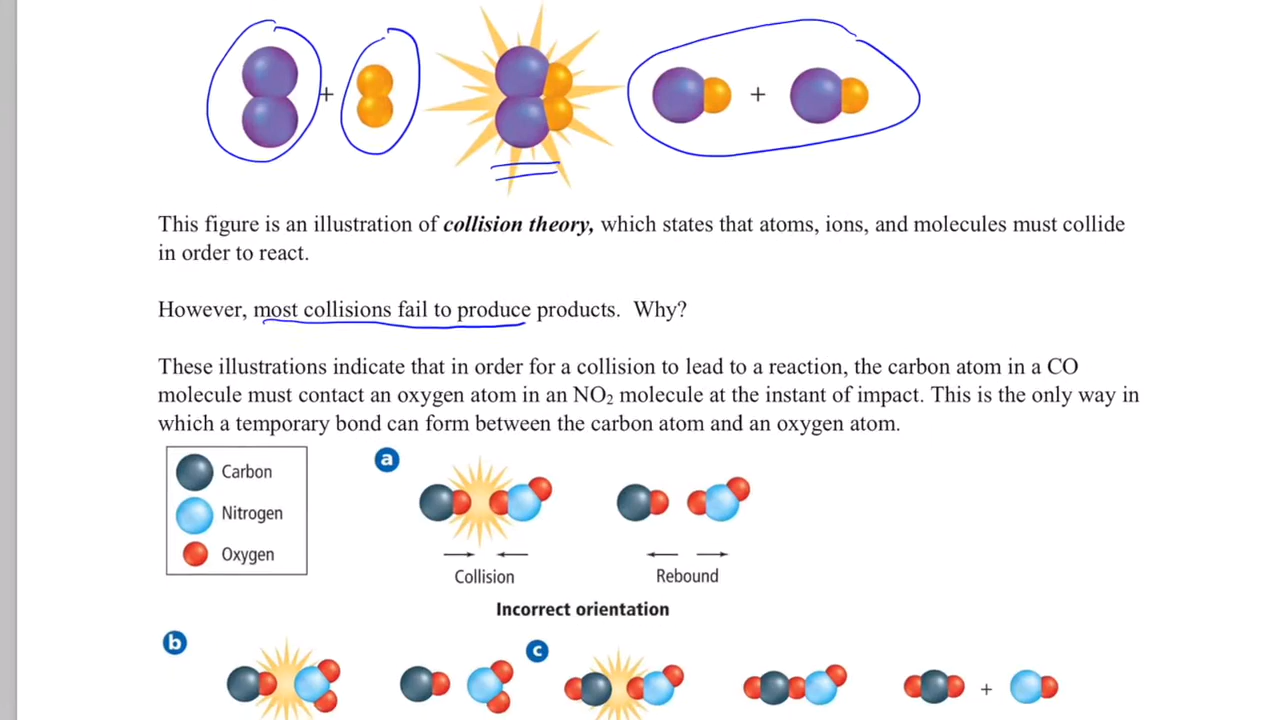 +
+
This figure is an illustration of collision theory, which states that atoms, ions, and molecules must collide
in order to react.
However, most collisions fail to produce products. Why?
These illustrations indicate that in order for a collision to lead to a reaction, the carbon atom in a CO
molecule must contact an oxygen atom in an NO₂ molecule at the instant of impact. This is the only way in
which a temporary bond can form between the carbon atom and an oxygen atom.
Carbon
Nitrogen
Oxygen
a
Collision
Rebound
Incorrect orientation
b
c
+